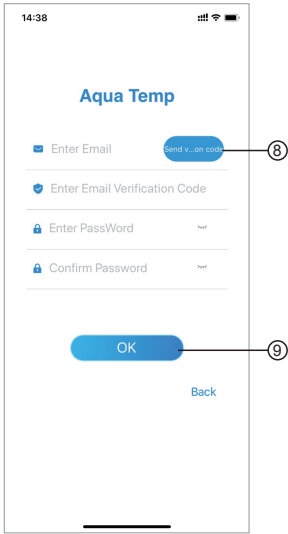 14:38
Aqua Temp
Enter Email
Send v...on code
⑧
Enter Email Verification Code
Enter PassWord
Confirm Password
OK
⑨
Back